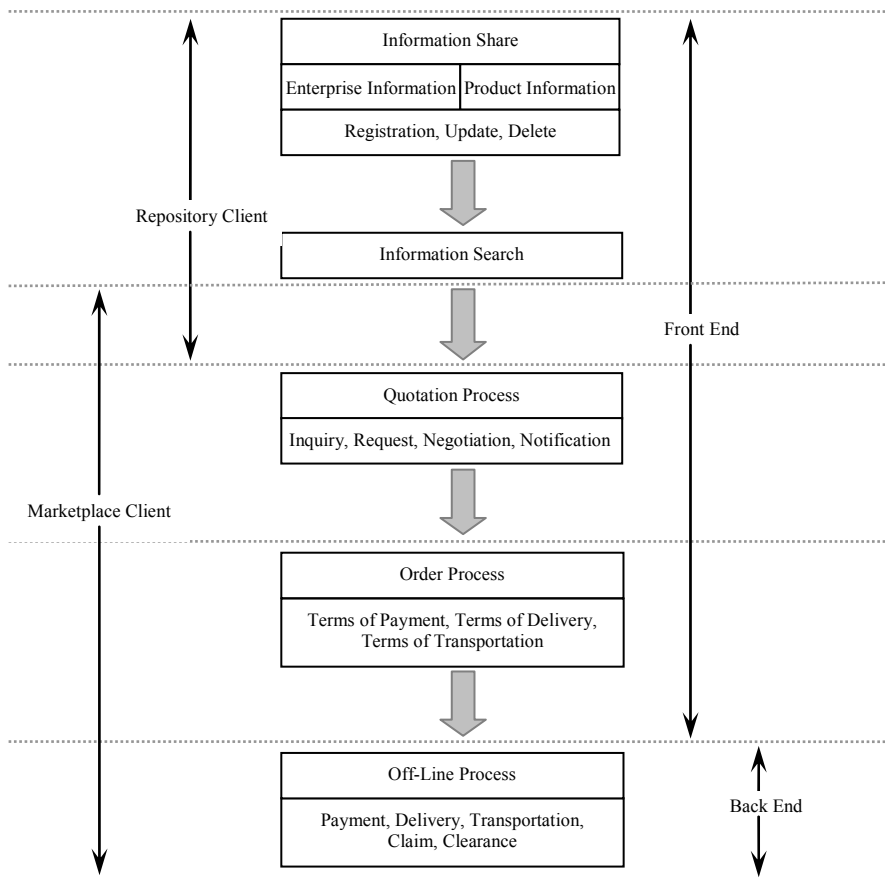 Information Share
Enterprise Information
Product Information
Registration, Update, Delete
Repository Client
Information Search
Front End
Quotation Process
Inquiry, Request, Negotiation, Notification
Marketplace Client
Order Process
Terms of Payment, Terms of Delivery,
Terms of Transportation
Off-Line Process
Payment, Delivery, Transportation,
Claim, Clearance
Back End